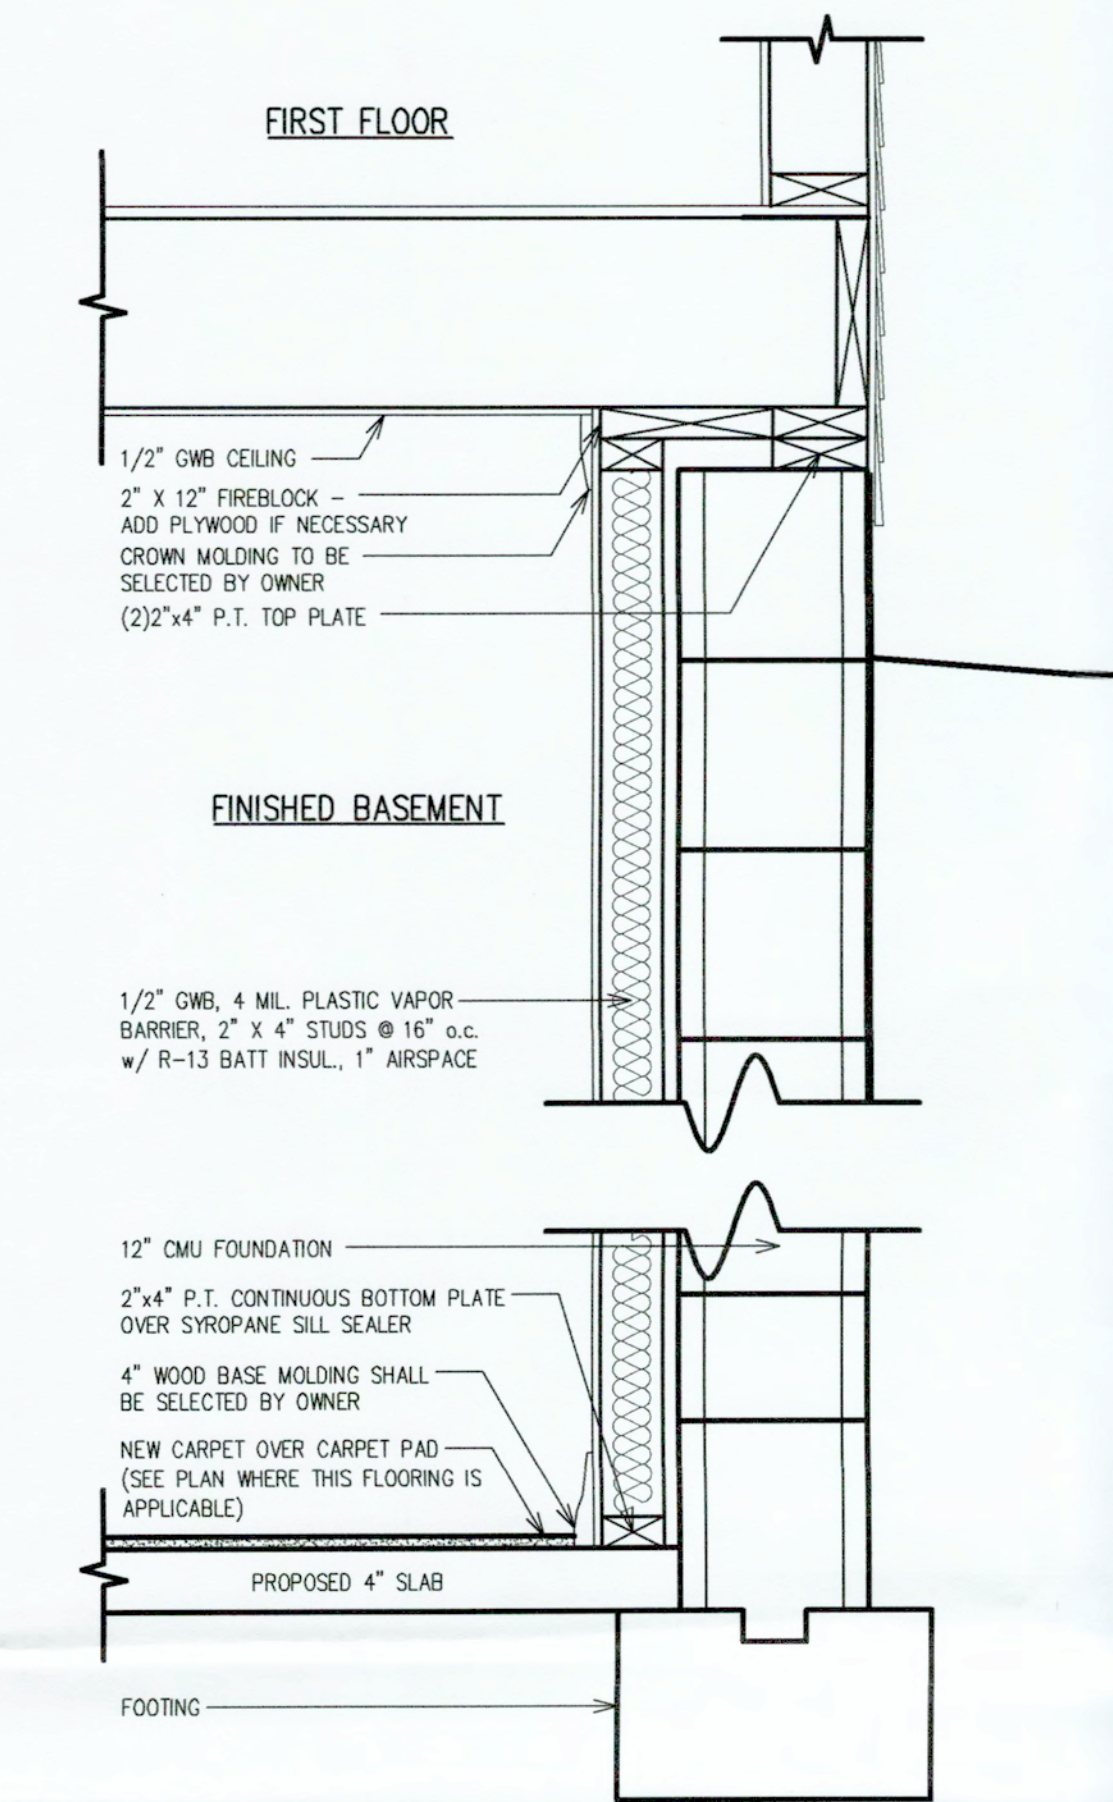 FIRST FLOOR
1/2" GWB CEILING
2" X 12" FIREBLOCK -
ADD PLYWOOD IF NECESSARY
CROWN MOLDING TO BE
SELECTED BY OWNER
(2)2"x4" P.T. TOP PLATE
FINISHED BASEMENT
1/2" GWB, 4 MIL. PLASTIC VAPOR
BARRIER, 2" X 4" STUDS @ 16" o.c.
w/ R-13 BATT INSUL., 1" AIRSPACE
12" CMU FOUNDATION
2"x4" P.T. CONTINUOUS BOTTOM PLATE
OVER SYROPANE SILL SEALER
4" WOOD BASE MOLDING SHALL
BE SELECTED BY OWNER
NEW CARPET OVER CARPET PAD
(SEE PLAN WHERE THIS FLOORING IS
APPLICABLE)
PROPOSED 4" SLAB
FOOTING